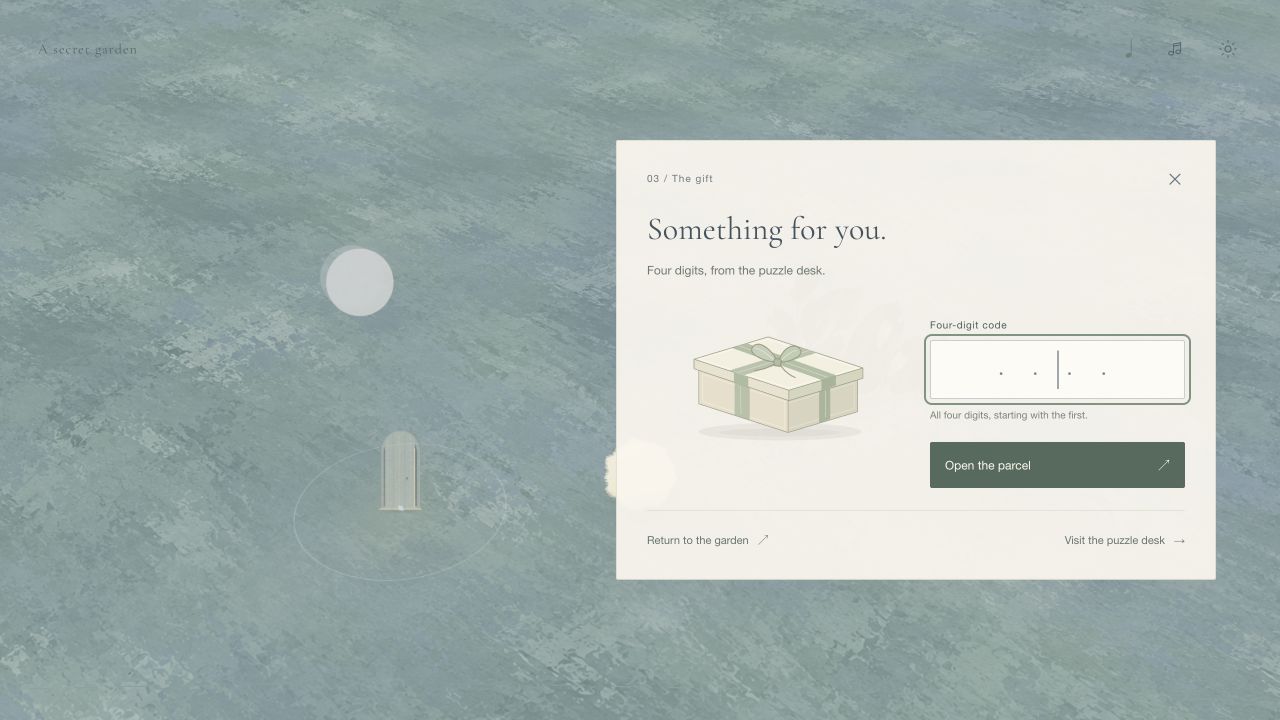 A secret garden
03 / The gift
Something for you.
Four digits, from the puzzle desk.
Four-digit code
All four digits, starting with the first.
Open the parcel
Return to the garden
Visit the puzzle desk